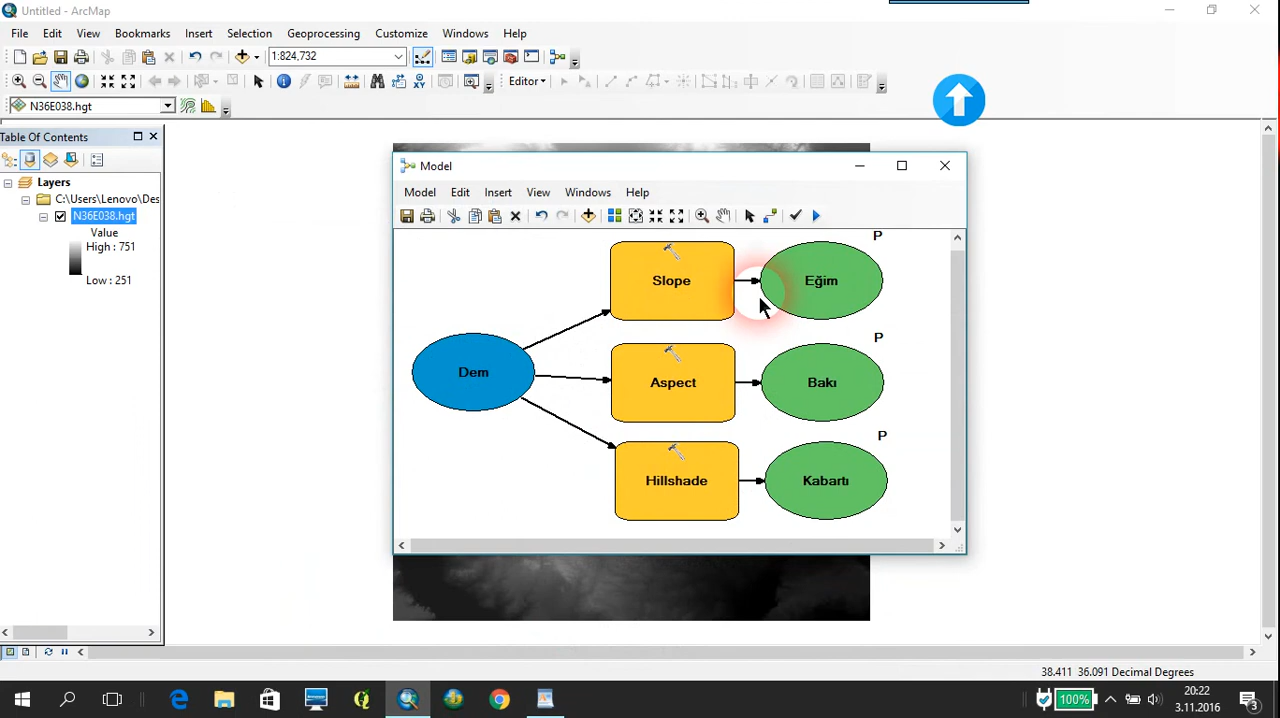 Untitled - ArcMap
File Edit View Bookmarks Insert Selection Geoprocessing Customize Windows Help
1:824,732
Editor
N36E038.hgt
Table Of Contents
Layers
C:\Users\Lenovo\Des
N36E038.hgt
Value
High : 751
Low : 251
Model
Model Edit Insert View Windows Help
P
Slope
Eğim
P
Dem
Aspect
Bakı
P
Hillshade
Kabartı
38.411 36.091 Decimal Degrees
100%
20:22
3.11.2016
3